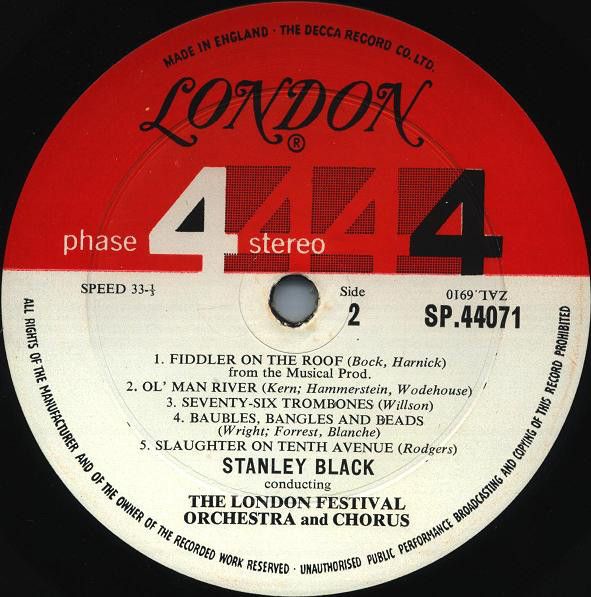 MADE IN ENGLAND · THE DECCA RECORD CO. LTD.
LONDON
®
phase 4 stereo 4 4 4
SPEED 33-⅓
Side
2
ZAL.6910
SP.44071
1. FIDDLER ON THE ROOF (Bock, Harnick)
from the Musical Prod.
2. OL' MAN RIVER (Kern; Hammerstein, Wodehouse)
3. SEVENTY-SIX TROMBONES (Willson)
4. BAUBLES, BANGLES AND BEADS
(Wright; Forrest, Blanche)
5. SLAUGHTER ON TENTH AVENUE (Rodgers)
STANLEY BLACK
conducting
THE LONDON FESTIVAL
ORCHESTRA and CHORUS
ALL RIGHTS OF THE MANUFACTURER AND OF THE OWNER OF THE RECORDED WORK RESERVED · UNAUTHORISED PUBLIC PERFORMANCE BROADCASTING AND COPYING OF THIS RECORD PROHIBITED